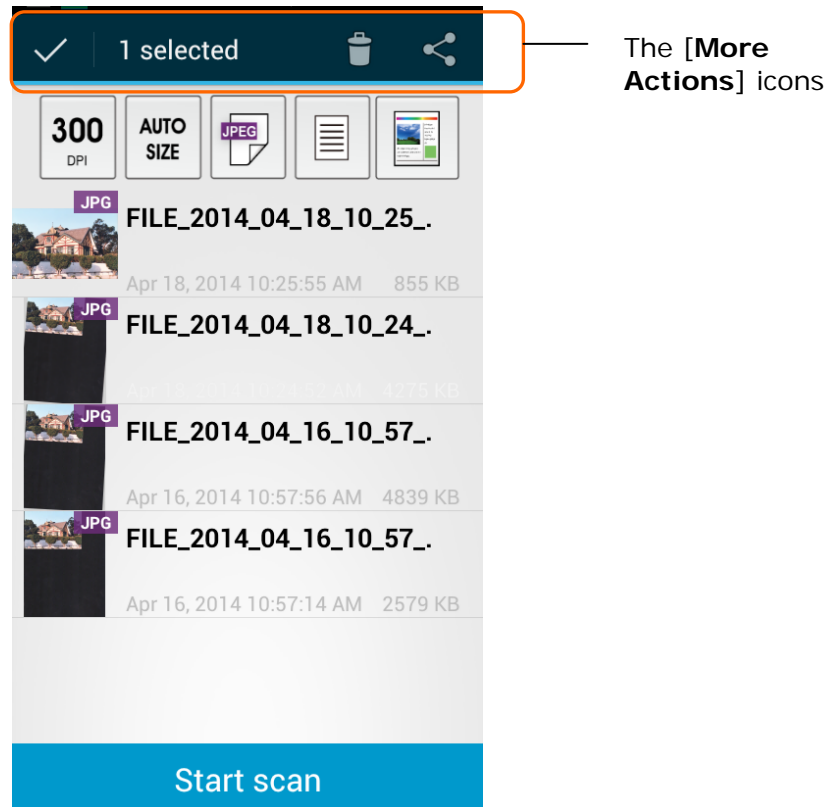 1 selected
The [More
Actions] icons
300
DPI
AUTO
SIZE
JPEG
JPG
FILE_2014_04_18_10_25_.
Apr 18, 2014 10:25:55 AM 855 KB
JPG
FILE_2014_04_18_10_24_.
4275 KB
JPG
FILE_2014_04_16_10_57_.
Apr 16, 2014 10:57:56 AM 4839 KB
JPG
FILE_2014_04_16_10_57_.
Apr 16, 2014 10:57:14 AM 2579 KB
Start scan